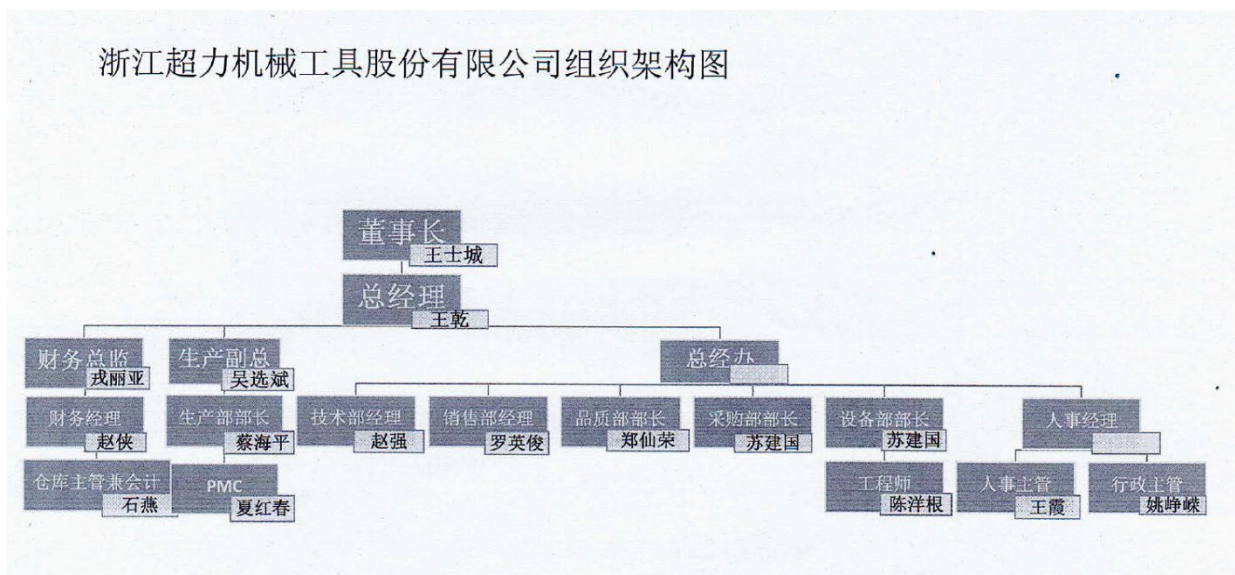 浙江超力机械工具股份有限公司组织架构图
董事长
王士城
总经理
王乾
财务总监
戎丽亚
生产副总
吴选斌
总经办
财务经理
赵侠
生产部部长
蔡海平
技术部经理
赵强
销售部经理
罗英俊
品质部部长
郑仙荣
采购部部长
苏建国
设备部部长
苏建国
人事经理
仓库主管兼会计
石燕
PMC
夏红春
工程师
陈洋根
人事主管
王霞
行政主管
姚峥嵘